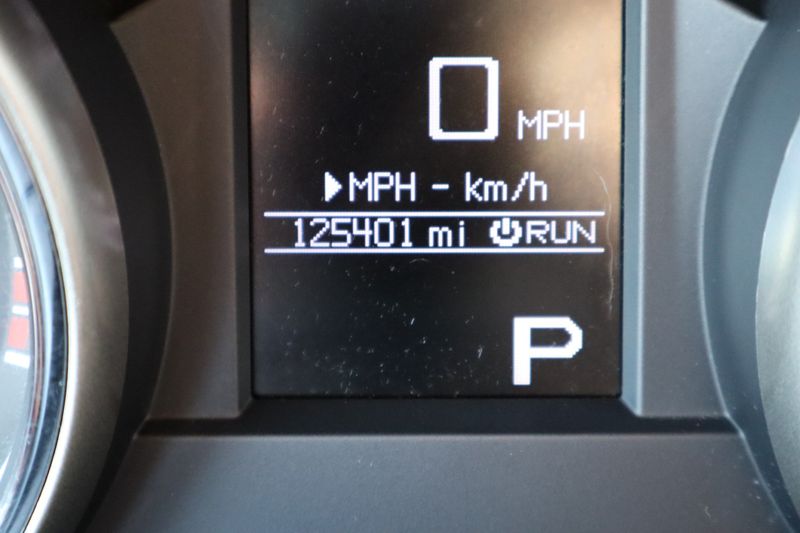 0 MPH
▶MPH - km/h
125401 mi ⏻RUN
P